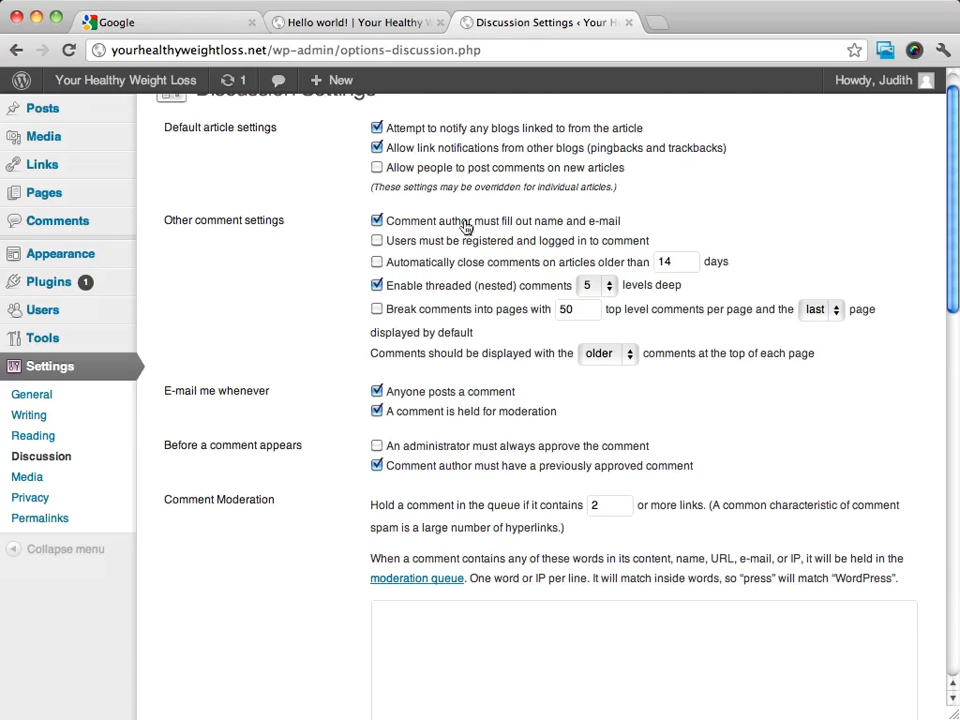 Google
Hello world! | Your Healthy W
Discussion Settings ‹ Your H
yourhealthyweightloss.net/wp-admin/options-discussion.php
Your Healthy Weight Loss 1 + New Howdy, Judith
Discussion Settings
Posts
Media
Links
Pages
Comments
Appearance
Plugins 1
Users
Tools
Settings
General
Writing
Reading
Discussion
Media
Privacy
Permalinks
Collapse menu
Default article settings
Attempt to notify any blogs linked to from the article
Allow link notifications from other blogs (pingbacks and trackbacks)
Allow people to post comments on new articles
(These settings may be overridden for individual articles.)
Other comment settings
Comment author must fill out name and e-mail
Users must be registered and logged in to comment
Automatically close comments on articles older than 14 days
Enable threaded (nested) comments 5 levels deep
Break comments into pages with 50 top level comments per page and the last page
displayed by default
Comments should be displayed with the older comments at the top of each page
E-mail me whenever
Anyone posts a comment
A comment is held for moderation
Before a comment appears
An administrator must always approve the comment
Comment author must have a previously approved comment
Comment Moderation
Hold a comment in the queue if it contains 2 or more links. (A common characteristic of comment
spam is a large number of hyperlinks.)
When a comment contains any of these words in its content, name, URL, e-mail, or IP, it will be held in the
moderation queue. One word or IP per line. It will match inside words, so “press” will match “WordPress”.